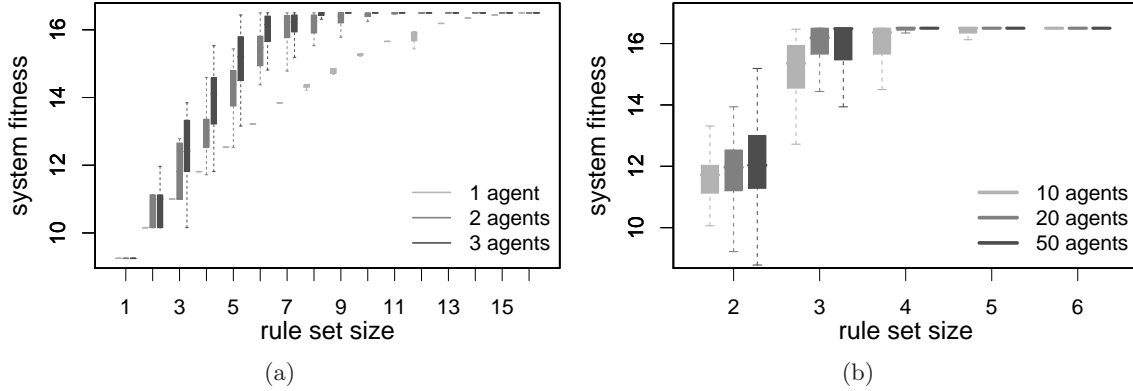 system fitness
16
14
12
10
1 agent
2 agents
3 agents
1 3 5 7 9 11 13 15
rule set size
(a)
system fitness
16
14
12
10
10 agents
20 agents
50 agents
2 3 4 5 6
rule set size
(b)